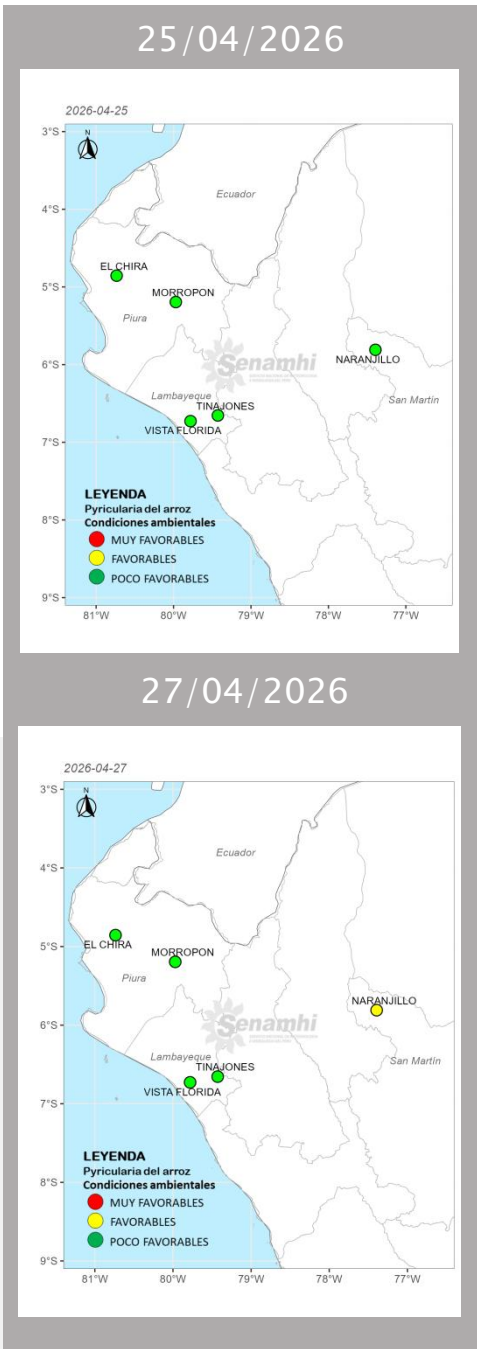 25/04/2026
2026-04-25
N
3°S
4°S
5°S
6°S
7°S
8°S
9°S
Ecuador
EL CHIRA
MORROPON
Piura
NARANJILLO
Senamhi
Lambayeque
TINAJONES
San Martín
VISTA FLORIDA
LEYENDA
Pyricularia del arroz
Condiciones ambientales
MUY FAVORABLES
FAVORABLES
POCO FAVORABLES
81°W 80°W 79°W 78°W 77°W
27/04/2026
2026-04-27
N
3°S
4°S
5°S
6°S
7°S
8°S
9°S
Ecuador
EL CHIRA
MORROPON
Piura
NARANJILLO
Senamhi
Lambayeque
San Martín
TINAJONES
VISTA FLORIDA
LEYENDA
Pyricularia del arroz
Condiciones ambientales
MUY FAVORABLES
FAVORABLES
POCO FAVORABLES
81°W 80°W 79°W 78°W 77°W